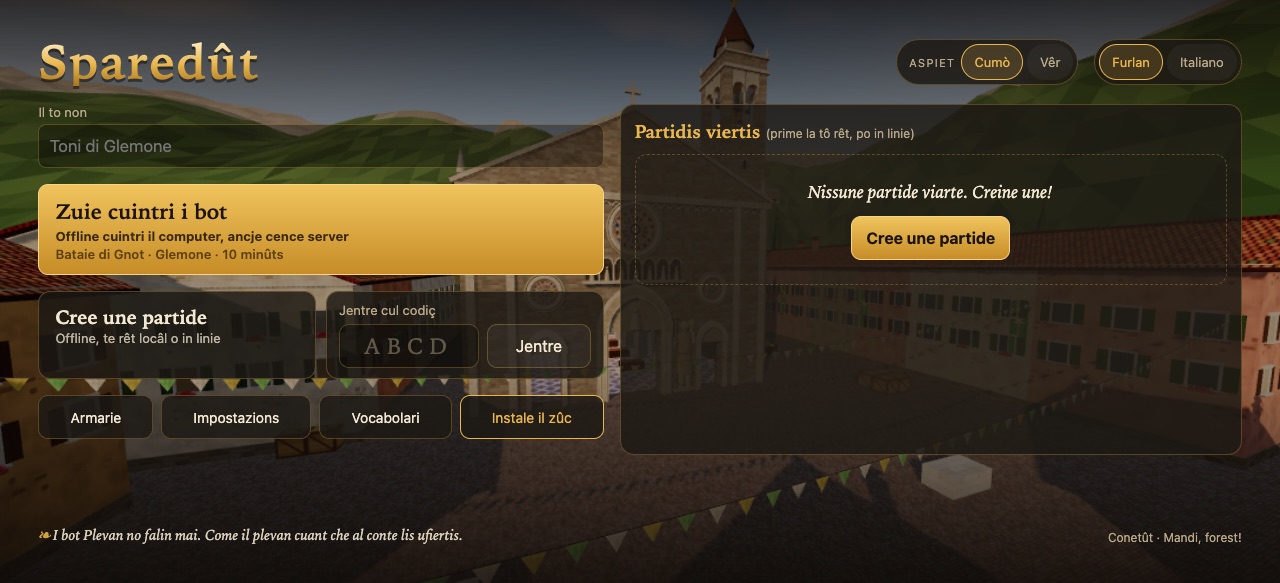 Sparedût
ASPIET Cumò Vêr Furlan Italiano
Il to non
Toni di Glemone
Zuie cuintri i bot
Offline cuintri il computer, ancje cence server
Bataie di Gnot · Glemone · 10 minûts
Cree une partide
Offline, te rêt locâl o in linie
Jentre cul codiç
ABCD
Jentre
Armarie
Impostazions
Vocabolari
Instale il zûc
Partidis viertis (prime la tô rêt, po in linie)
Nissune partide viarte. Creine une!
Cree une partide
❧ I bot Plevan no falin mai. Come il plevan cuant che al conte lis ufiertis.
Conetût · Mandi, forest!